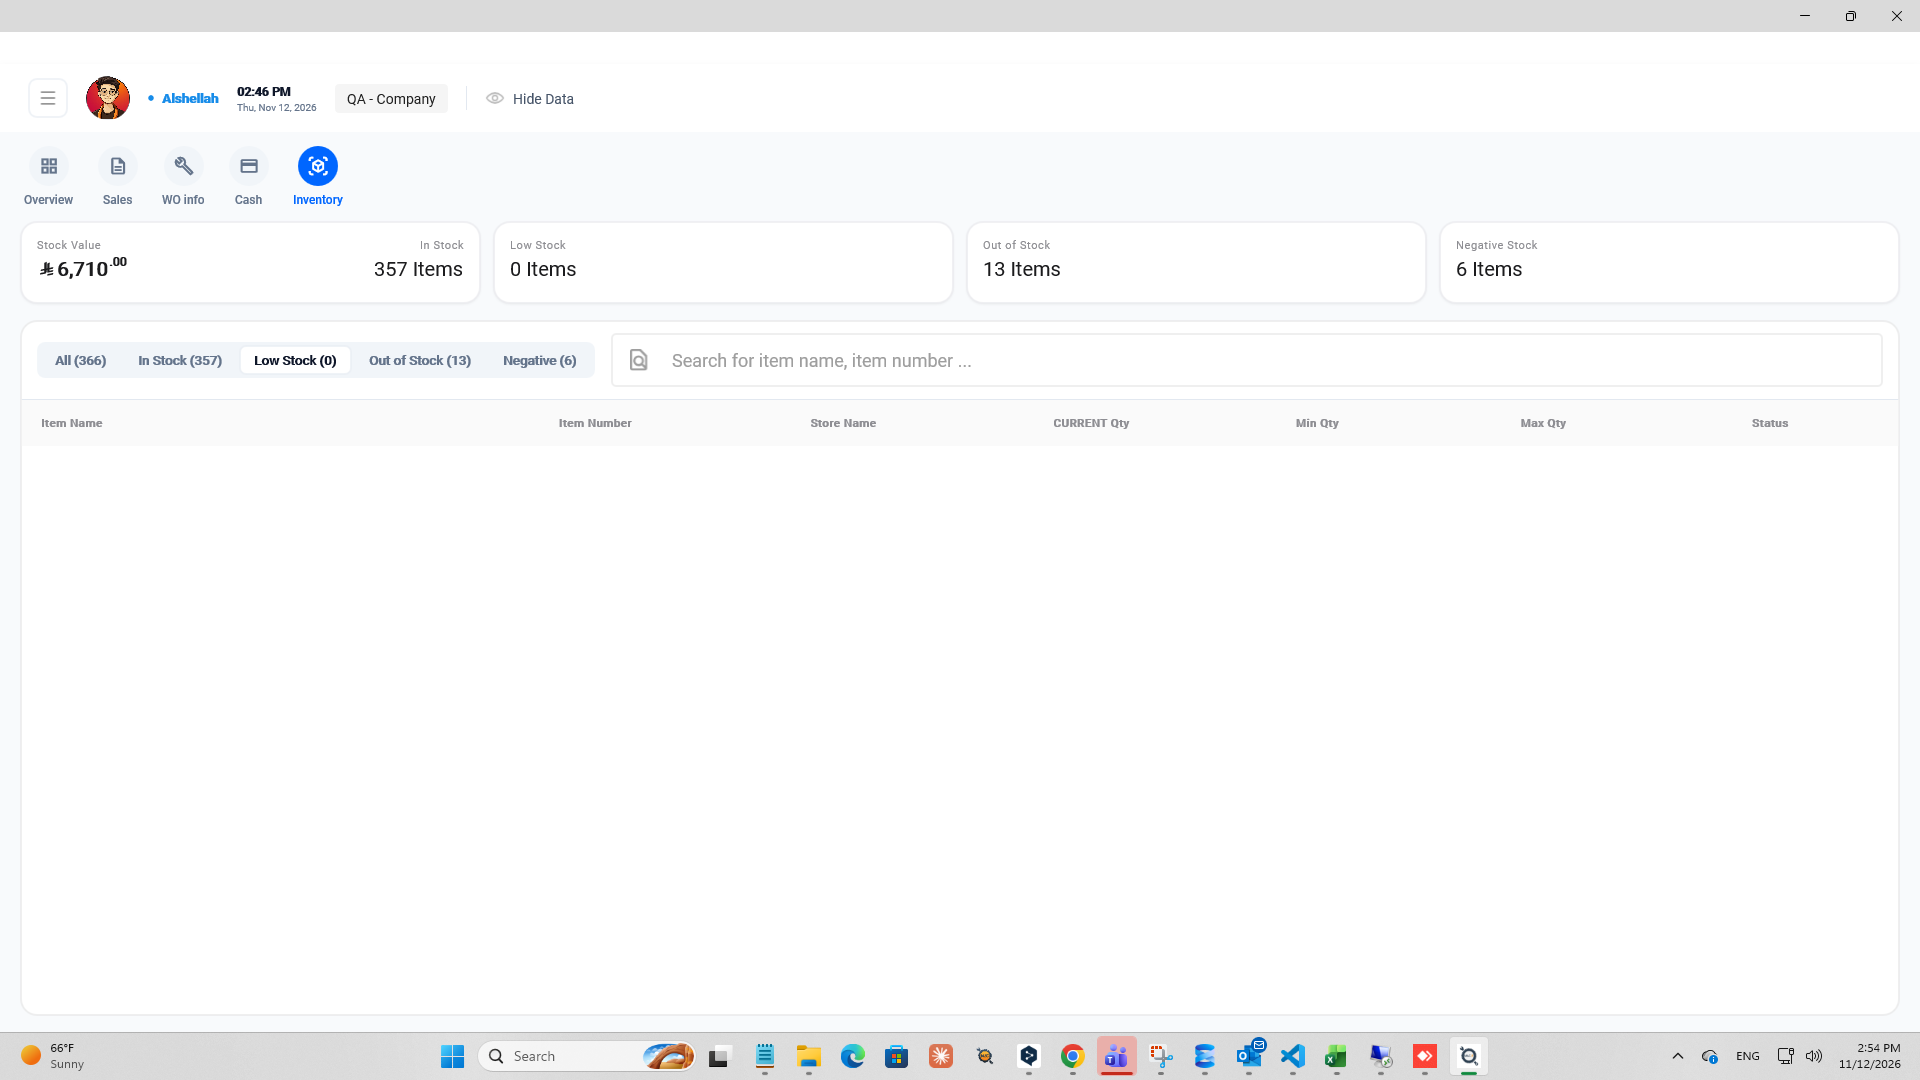 Alshellah
02:46 PM
Thu, Nov 12, 2026
QA - Company
Hide Data
Overview
Sales
WO info
Cash
Inventory
Stock Value
In Stock
6,710.00
357 Items
Low Stock
0 Items
Out of Stock
13 Items
Negative Stock
6 Items
All (366)
In Stock (357)
Low Stock (0)
Out of Stock (13)
Negative (6)
Search for item name, item number ...
Item Name
Item Number
Store Name
CURRENT Qty
Min Qty
Max Qty
Status
66°F
Sunny
Search
ENG
2:54 PM
11/12/2026